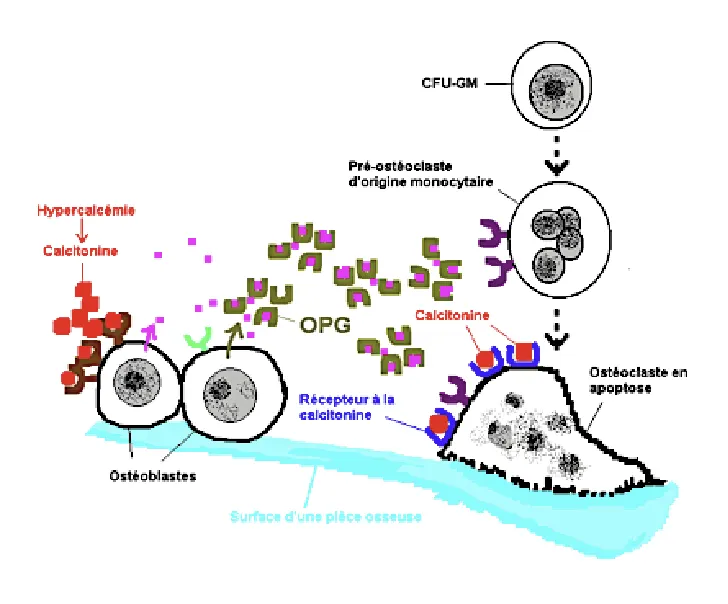 CFU-GM
Pré-ostéoclaste
d'origine monocytaire
Hypercalcémie
Calcitonine
OPG
Calcitonine
Ostéoclaste en
apoptose
Récepteur à la
calcitonine
Ostéoblastes
Surface d'une pièce osseuse